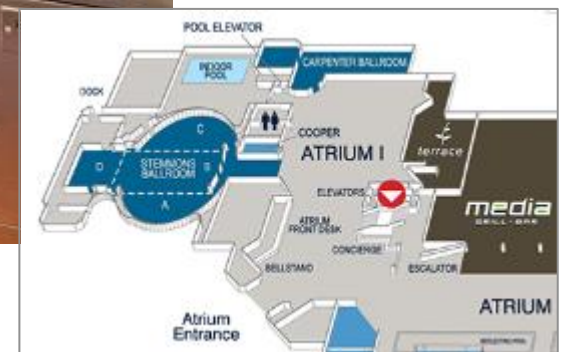 POOL ELEVATOR
INDOOR
POOL
CARPENTER BALLROOM
DOCK
C
COOPER
ATRIUM I
terrace
D
STEMMONS
BALLROOM
B
A
ELEVATORS
media
GRILL + BAR
ATRIUM
FRONT DESK
CONCIERGE
BELLSTAND
ESCALATOR
ATRIUM
Atrium
Entrance